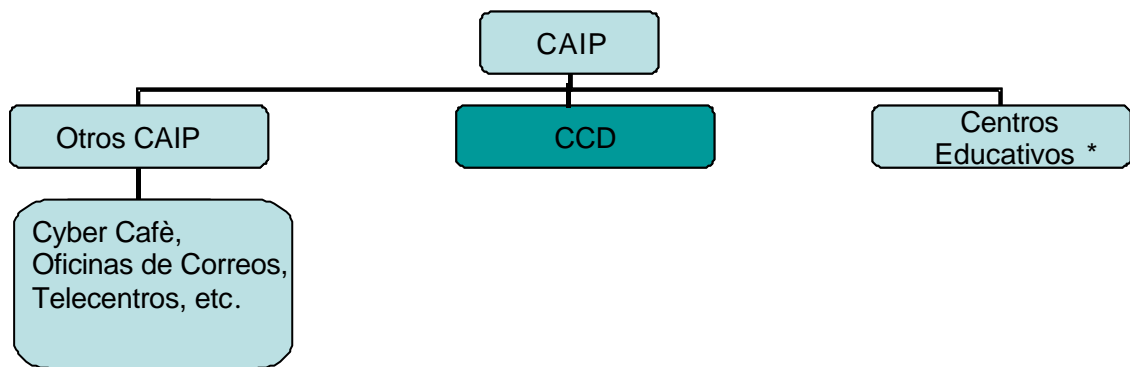 CAIP
Otros CAIP
CCD
Centros
Educativos *
Cyber Cafè,
Oficinas de Correos,
Telecentros, etc.